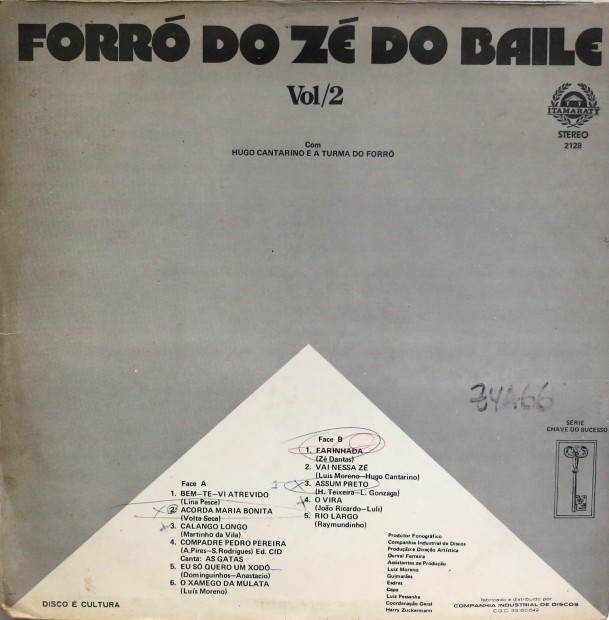 FORRÓ DO ZÉ DO BAILE
Vol/2
ITAMARATY
STEREO
2128
Com
HUGO CANTARINO E A TURMA DO FORRÓ
SÉRIE
CHAVE DO SUCESSO
Face A
1. BEM-TE-VI ATREVIDO
(Lina Pesce)
2. ACORDA MARIA BONITA
(Volta Seca)
3. CALANGO LONGO
(Martinho da Vila)
4. COMPADRE PEDRO PEREIRA
(A.Pires-S.Rodrigues) Ed. CID
Canta: AS GATAS
5. EU SÓ QUERO UM XODÓ
(Dominguinhos-Anastacio)
6. O XAMEGO DA MULATA
(Luís Moreno)
Face B
1. FARINHADA
(Zé Dantas)
2. VAI NESSA ZÉ
(Luis Moreno-Hugo Cantarino)
3. ASSUM PRETO
(H. Teixeira-L. Gonzaga)
4. O VIRA
(João Ricardo-Luli)
5. RIO LARGO
(Raymundinho)
Produtor Fonográfico
Companhia Industrial de Discos
Produção e Direção Artística
Durval Ferreira
Assistentes de Produção
Luiz Moreno
Guimarães
Esdras
Capa
Luiz Pessanha
Coordenação Geral
Harry Zuckermann
DISCO É CULTURA
fabricado e distribuido por
COMPANHIA INDUSTRIAL DE DISCOS